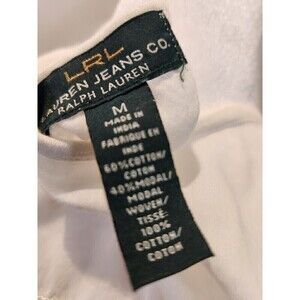 LRL
LAUREN JEANS CO.
RALPH LAUREN
M
MADE IN
INDIA
FABRIQUE EN
INDE
60% COTTON/
COTON
40% MODAL/
MODAL
WOVEN/
TISSÉ:
100%
COTTON/
COTON